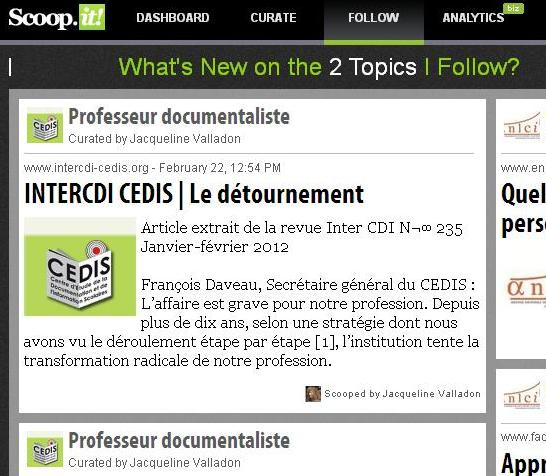 Scoop.it!
DASHBOARD CURATE FOLLOW ANALYTICS biz
What's New on the 2 Topics I Follow?
CEDIS
Professeur documentaliste
Curated by Jacqueline Valladon
www.intercdi-cedis.org - February 22, 12:54 PM
INTERCDI CEDIS | Le détournement
CEDIS
Centre d'Etude de la
Documentation et de
l'Information Scolaires
Article extrait de la revue Inter CDI N¬∞ 235
Janvier-février 2012
François Daveau, Secrétaire général du CEDIS :
L'affaire est grave pour notre profession. Depuis
plus de dix ans, selon une stratégie dont nous
avons vu le déroulement étape par étape [1], l'institution tente la
transformation radicale de notre profession.
Scooped by Jacqueline Valladon
CEDIS
Professeur documentaliste
Curated by Jacqueline Valladon
nlci
www.en
Quel
pers
an
nlci
www.fac
Appr